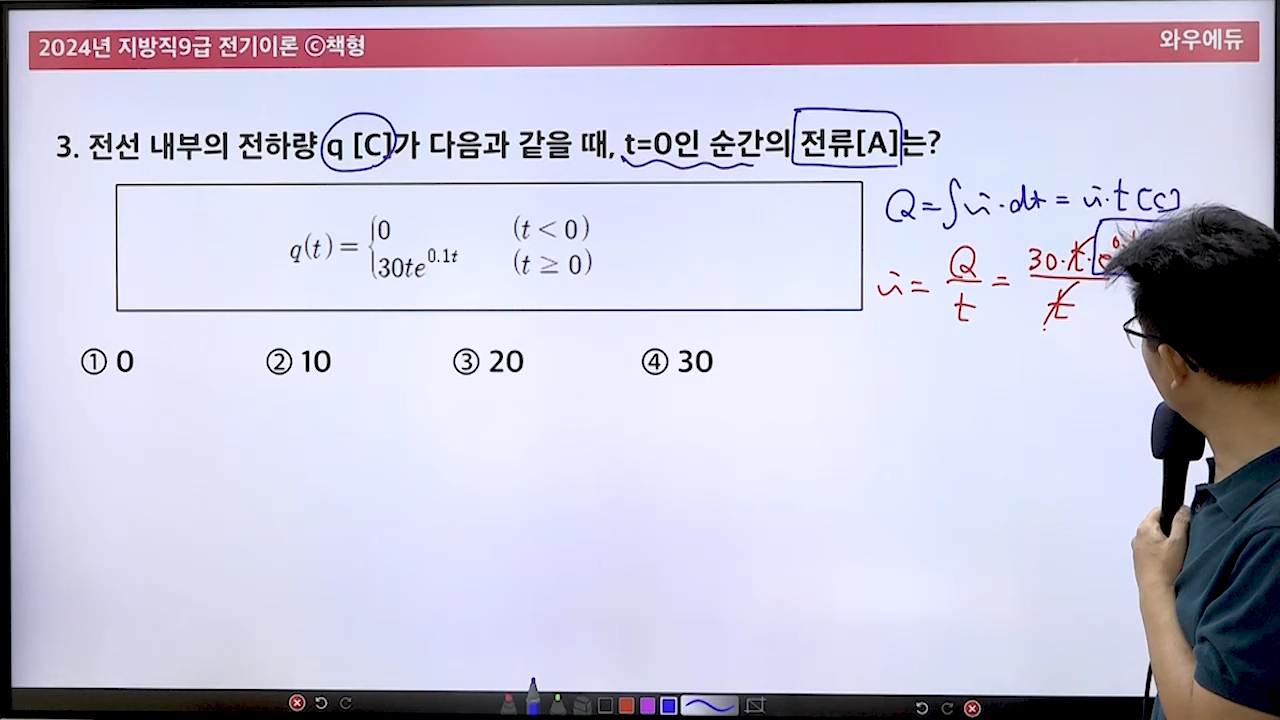 2024년 지방직9급 전기이론 ⓒ책형
와우에듀
3. 전선 내부의 전하량 q [C]가 다음과 같을 때, t=0인 순간의 전류[A]는?
q(t) = { 0 (t < 0)
30te^{0.1t} (t ≥ 0)
① 0 ② 10 ③ 20 ④ 30
Q = ∫i·dt = i·t [C]
i = Q/t = 30·t·e^0
t